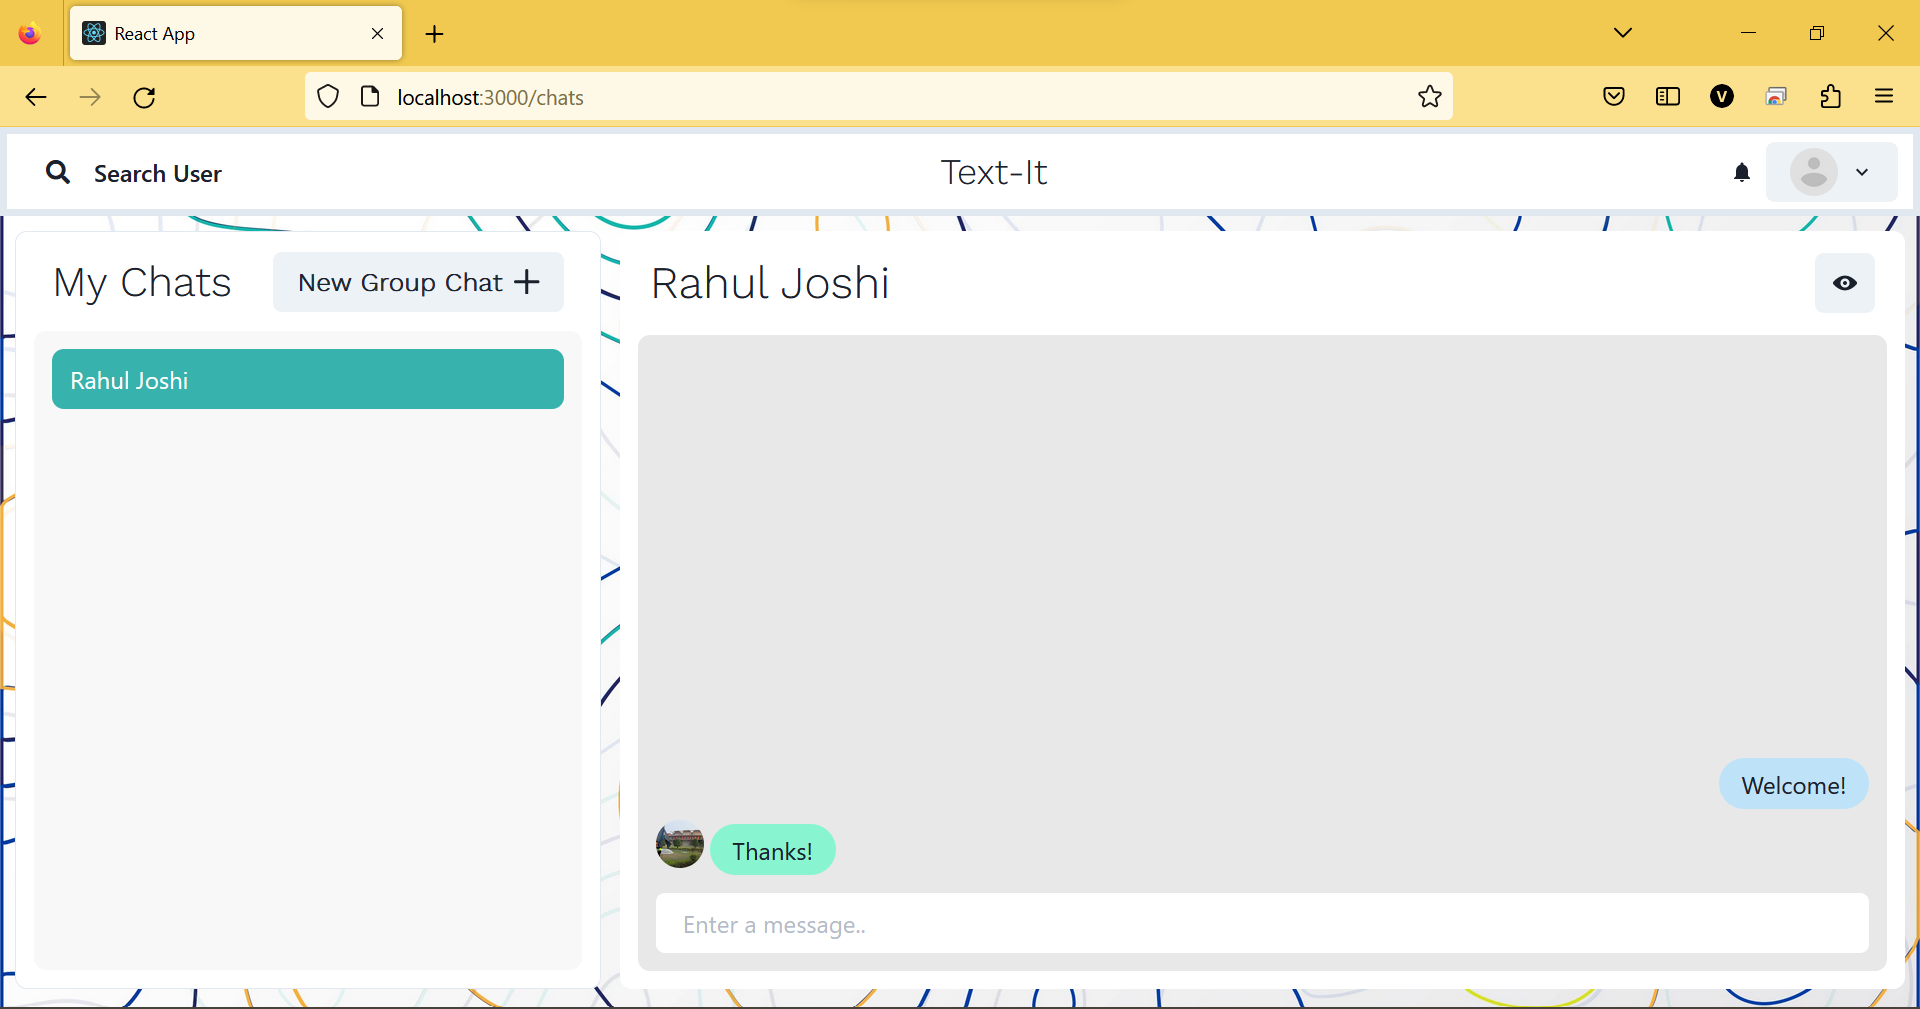 React App
localhost:3000/chats
V
Search User
Text-It
My Chats
New Group Chat
Rahul Joshi
Rahul Joshi
Welcome!
Thanks!
Enter a message..